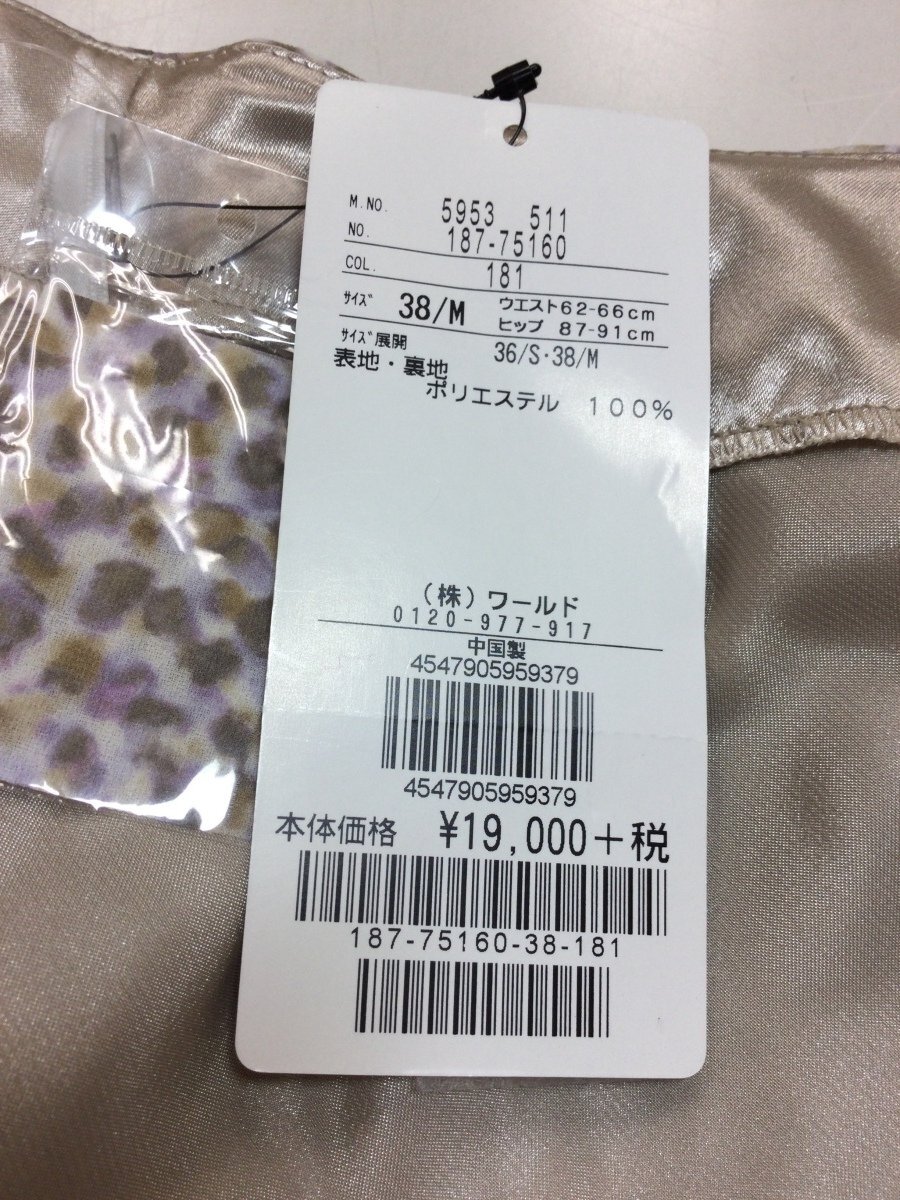 M.NO. 5953 511
NO. 187-75160
COL. 181
ｻｲｽﾞ 38/M ウエスト62-66cm
ヒップ 87-91cm
ｻｲｽﾞ展開 36/S・38/M
表地・裏地
ポリエステル １００％
（株）ワールド
0120-977-917
中国製
4547905959379
4547905959379
本体価格 ¥19,000＋税
187-75160-38-181